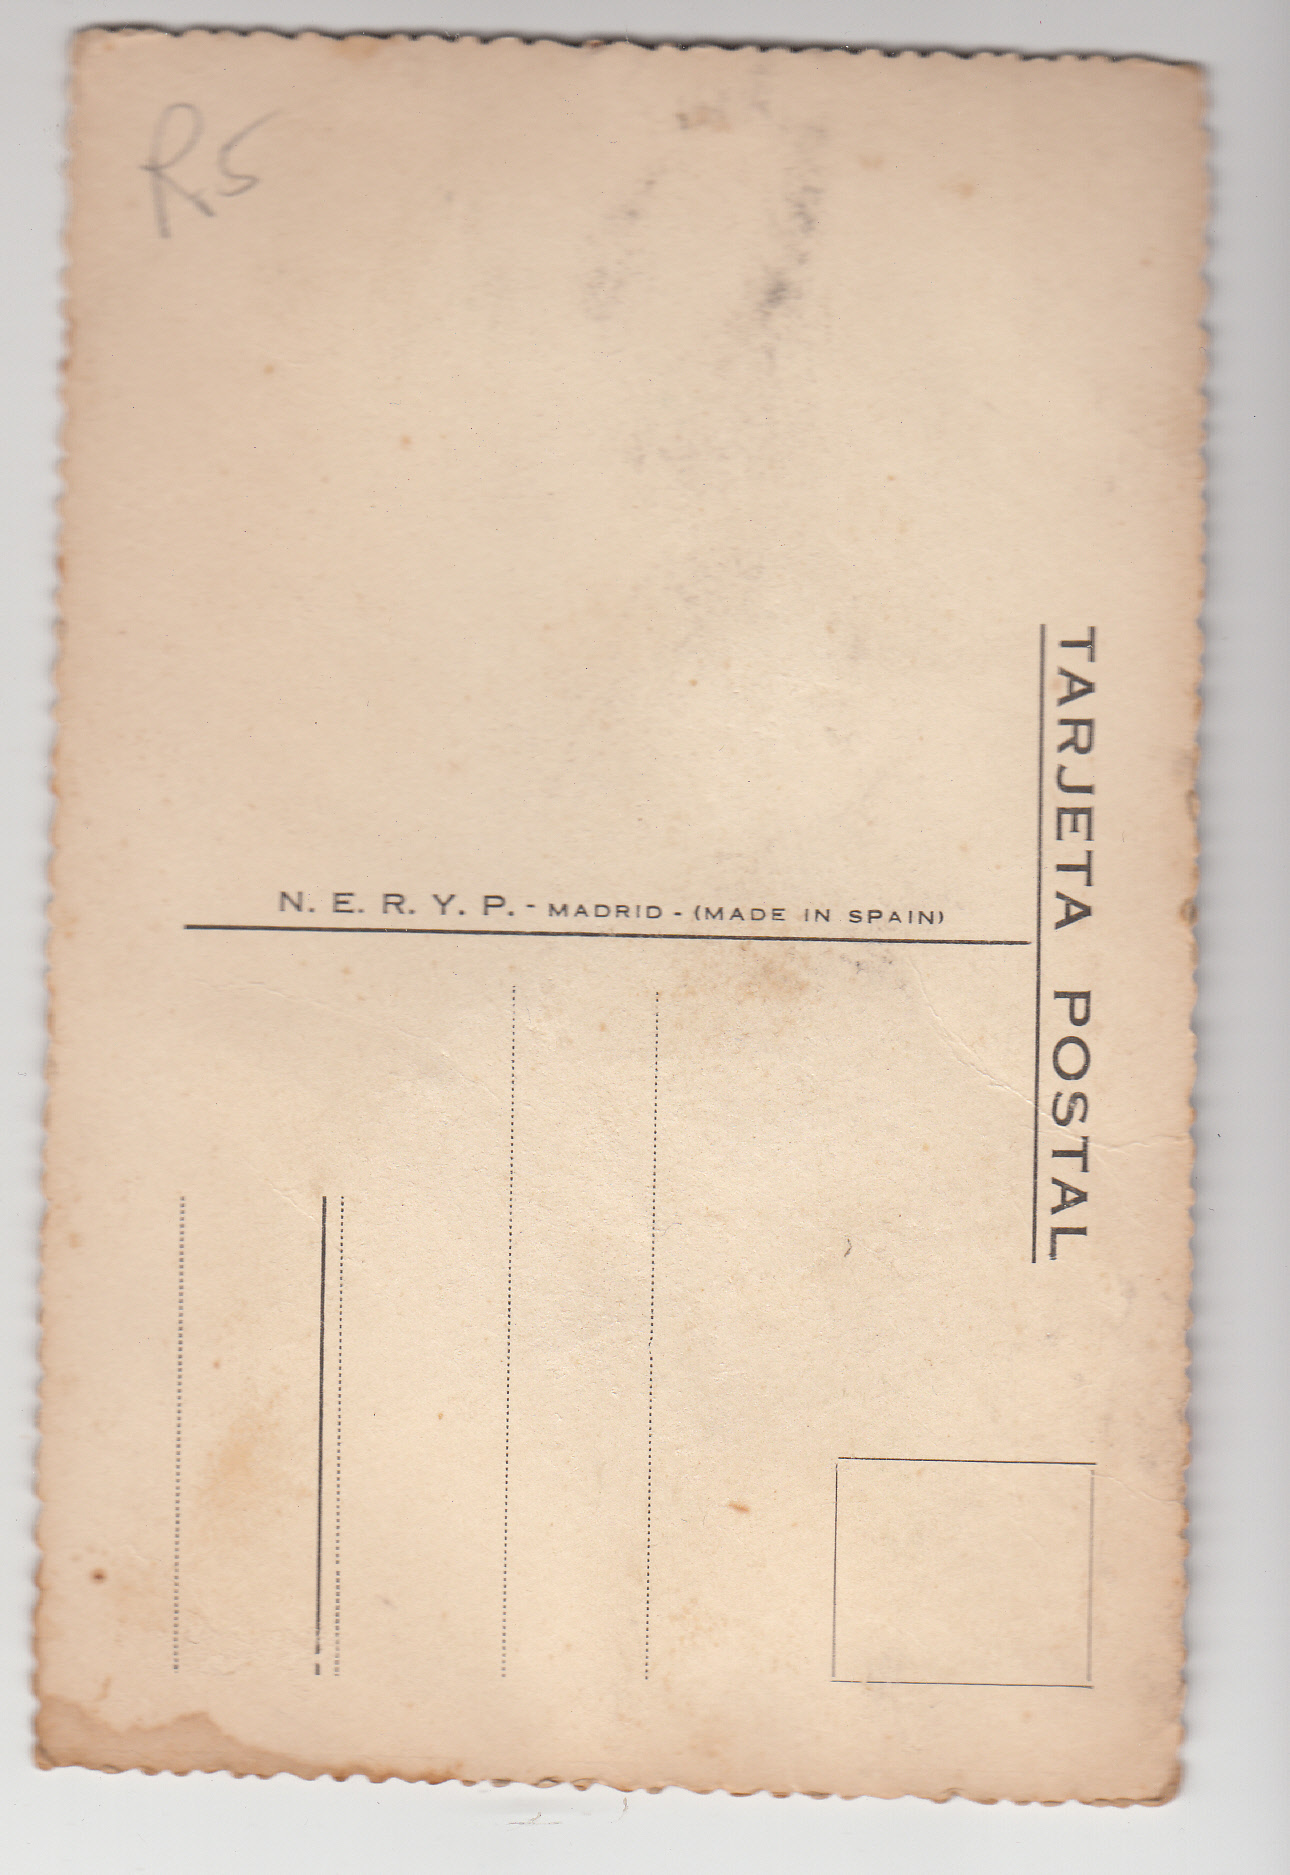 R5
TARJETA POSTAL
N. E. R. Y. P. - MADRID - (MADE IN SPAIN)